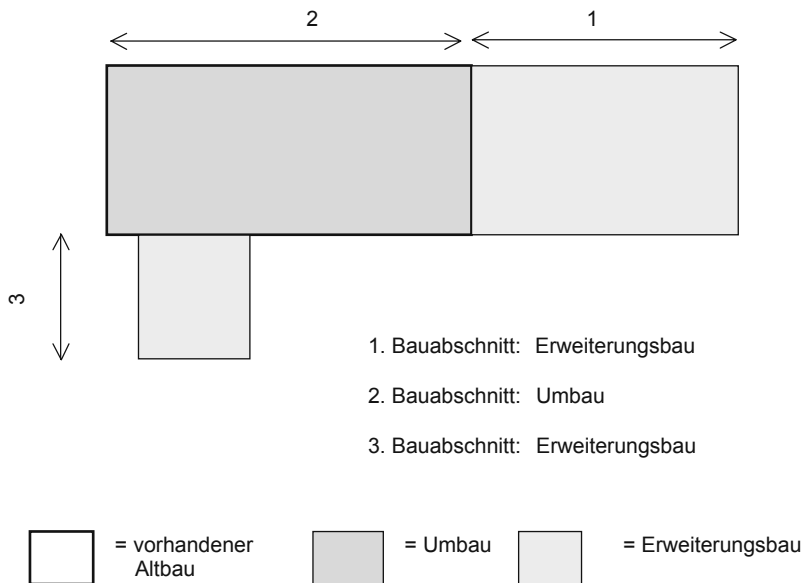 2
1
3
1. Bauabschnitt: Erweiterungsbau
2. Bauabschnitt: Umbau
3. Bauabschnitt: Erweiterungsbau
= vorhandener
Altbau
= Umbau
= Erweiterungsbau